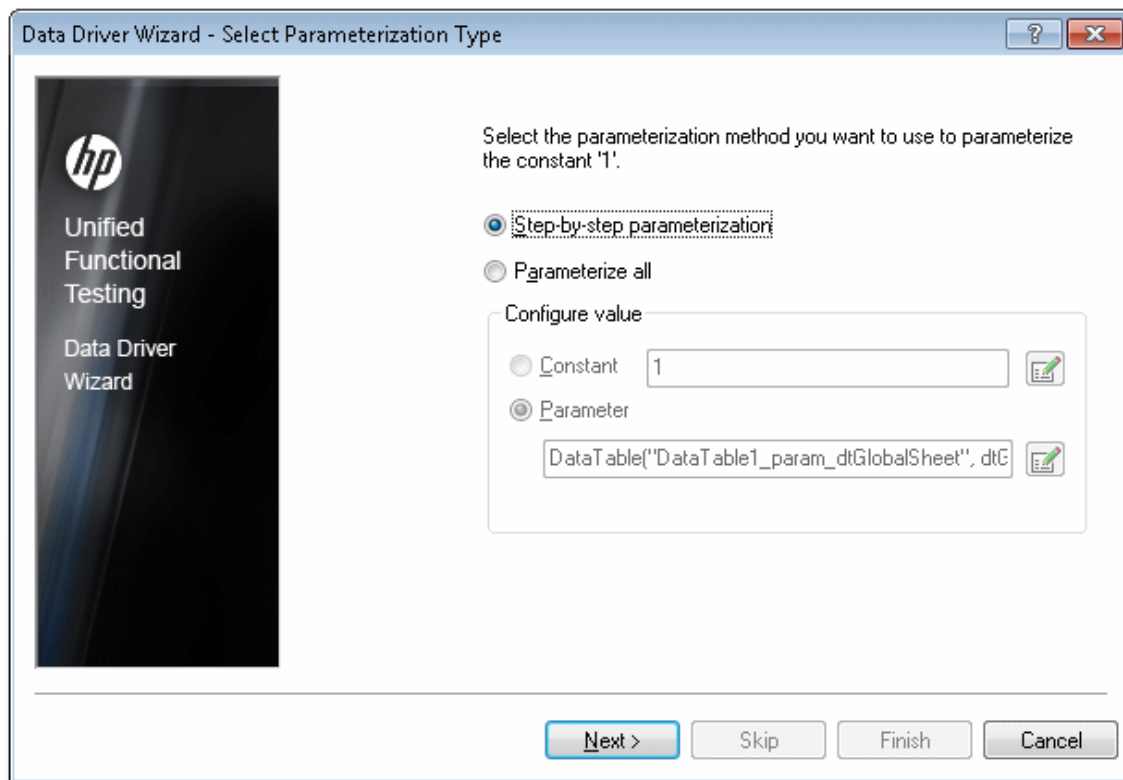 Data Driver Wizard - Select Parameterization Type
?
hp
Unified
Functional
Testing
Data Driver
Wizard
Select the parameterization method you want to use to parameterize
the constant '1'.
Step-by-step parameterization
Parameterize all
Configure value
Constant 1
Parameter
DataTable("DataTable1_param_dtGlobalSheet", dtG
Next >
Skip
Finish
Cancel